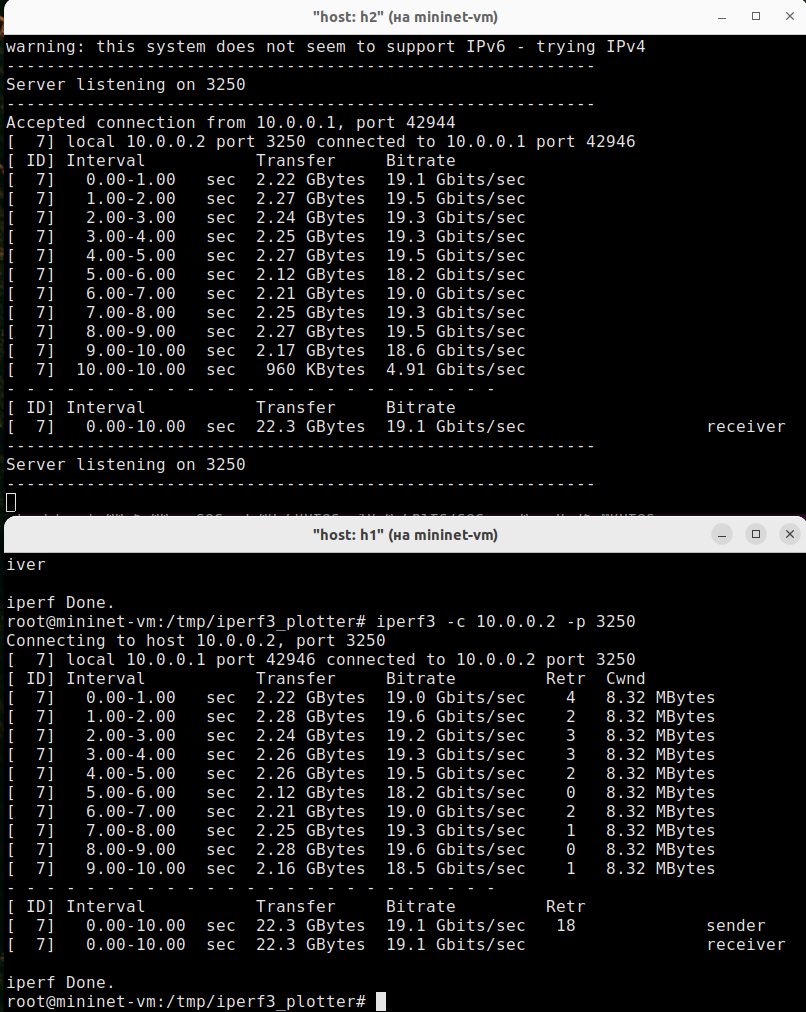 "host: h2" (на mininet-vm)
warning: this system does not seem to support IPv6 - trying IPv4
-----------------------------------------------------------
Server listening on 3250
-----------------------------------------------------------
Accepted connection from 10.0.0.1, port 42944
[  7] local 10.0.0.2 port 3250 connected to 10.0.0.1 port 42946
[ ID] Interval           Transfer     Bitrate
[  7]   0.00-1.00   sec  2.22 GBytes  19.1 Gbits/sec
[  7]   1.00-2.00   sec  2.27 GBytes  19.5 Gbits/sec
[  7]   2.00-3.00   sec  2.24 GBytes  19.3 Gbits/sec
[  7]   3.00-4.00   sec  2.25 GBytes  19.3 Gbits/sec
[  7]   4.00-5.00   sec  2.27 GBytes  19.5 Gbits/sec
[  7]   5.00-6.00   sec  2.12 GBytes  18.2 Gbits/sec
[  7]   6.00-7.00   sec  2.21 GBytes  19.0 Gbits/sec
[  7]   7.00-8.00   sec  2.25 GBytes  19.3 Gbits/sec
[  7]   8.00-9.00   sec  2.27 GBytes  19.5 Gbits/sec
[  7]   9.00-10.00  sec  2.17 GBytes  18.6 Gbits/sec
[  7]  10.00-10.00  sec   960 KBytes  4.91 Gbits/sec
- - - - - - - - - - - - - - - - - - - - - - - - -
[ ID] Interval           Transfer     Bitrate
[  7]   0.00-10.00  sec  22.3 GBytes  19.1 Gbits/sec                  receiver
-----------------------------------------------------------
Server listening on 3250
-----------------------------------------------------------
"host: h1" (на mininet-vm)
iver
iperf Done.
root@mininet-vm:/tmp/iperf3_plotter# iperf3 -c 10.0.0.2 -p 3250
Connecting to host 10.0.0.2, port 3250
[  7] local 10.0.0.1 port 42946 connected to 10.0.0.2 port 3250
[ ID] Interval           Transfer     Bitrate         Retr  Cwnd
[  7]   0.00-1.00   sec  2.22 GBytes  19.0 Gbits/sec    4   8.32 MBytes
[  7]   1.00-2.00   sec  2.28 GBytes  19.6 Gbits/sec    2   8.32 MBytes
[  7]   2.00-3.00   sec  2.24 GBytes  19.2 Gbits/sec    3   8.32 MBytes
[  7]   3.00-4.00   sec  2.26 GBytes  19.3 Gbits/sec    3   8.32 MBytes
[  7]   4.00-5.00   sec  2.26 GBytes  19.5 Gbits/sec    2   8.32 MBytes
[  7]   5.00-6.00   sec  2.12 GBytes  18.2 Gbits/sec    0   8.32 MBytes
[  7]   6.00-7.00   sec  2.21 GBytes  19.0 Gbits/sec    2   8.32 MBytes
[  7]   7.00-8.00   sec  2.25 GBytes  19.3 Gbits/sec    1   8.32 MBytes
[  7]   8.00-9.00   sec  2.28 GBytes  19.6 Gbits/sec    0   8.32 MBytes
[  7]   9.00-10.00  sec  2.16 GBytes  18.5 Gbits/sec    1   8.32 MBytes
- - - - - - - - - - - - - - - - - - - - - - - - -
[ ID] Interval           Transfer     Bitrate         Retr
[  7]   0.00-10.00  sec  22.3 GBytes  19.1 Gbits/sec   18             sender
[  7]   0.00-10.00  sec  22.3 GBytes  19.1 Gbits/sec                  receiver
iperf Done.
root@mininet-vm:/tmp/iperf3_plotter#